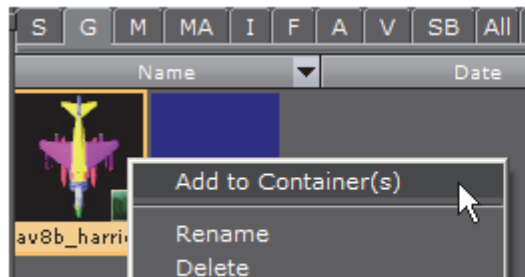 S G M MA I F A V SB All
Name Date
Add to Container(s)
av8b_harri
Rename
Delete